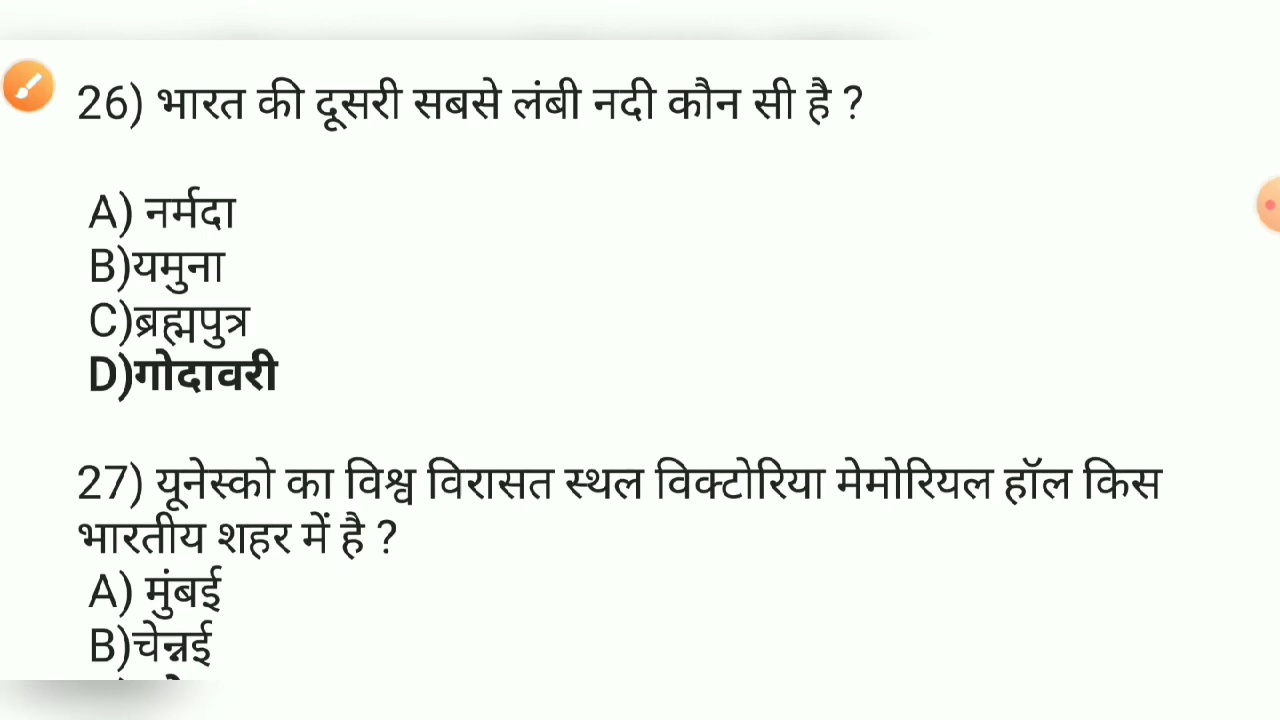 26) भारत की दूसरी सबसे लंबी नदी कौन सी है ?
A) नर्मदा
B)यमुना
C)ब्रह्मपुत्र
D)गोदावरी
27) यूनेस्को का विश्व विरासत स्थल विक्टोरिया मेमोरियल हॉल किस
भारतीय शहर में है ?
A) मुंबई
B)चेन्नई